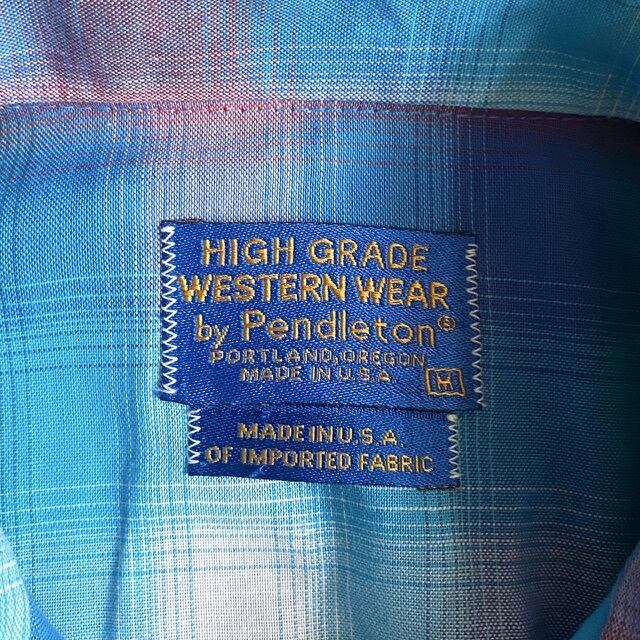 HIGH GRADE
WESTERN WEAR
by Pendleton®
PORTLAND, OREGON
MADE IN U.S.A.
H
MADE IN U.S.A
OF IMPORTED FABRIC